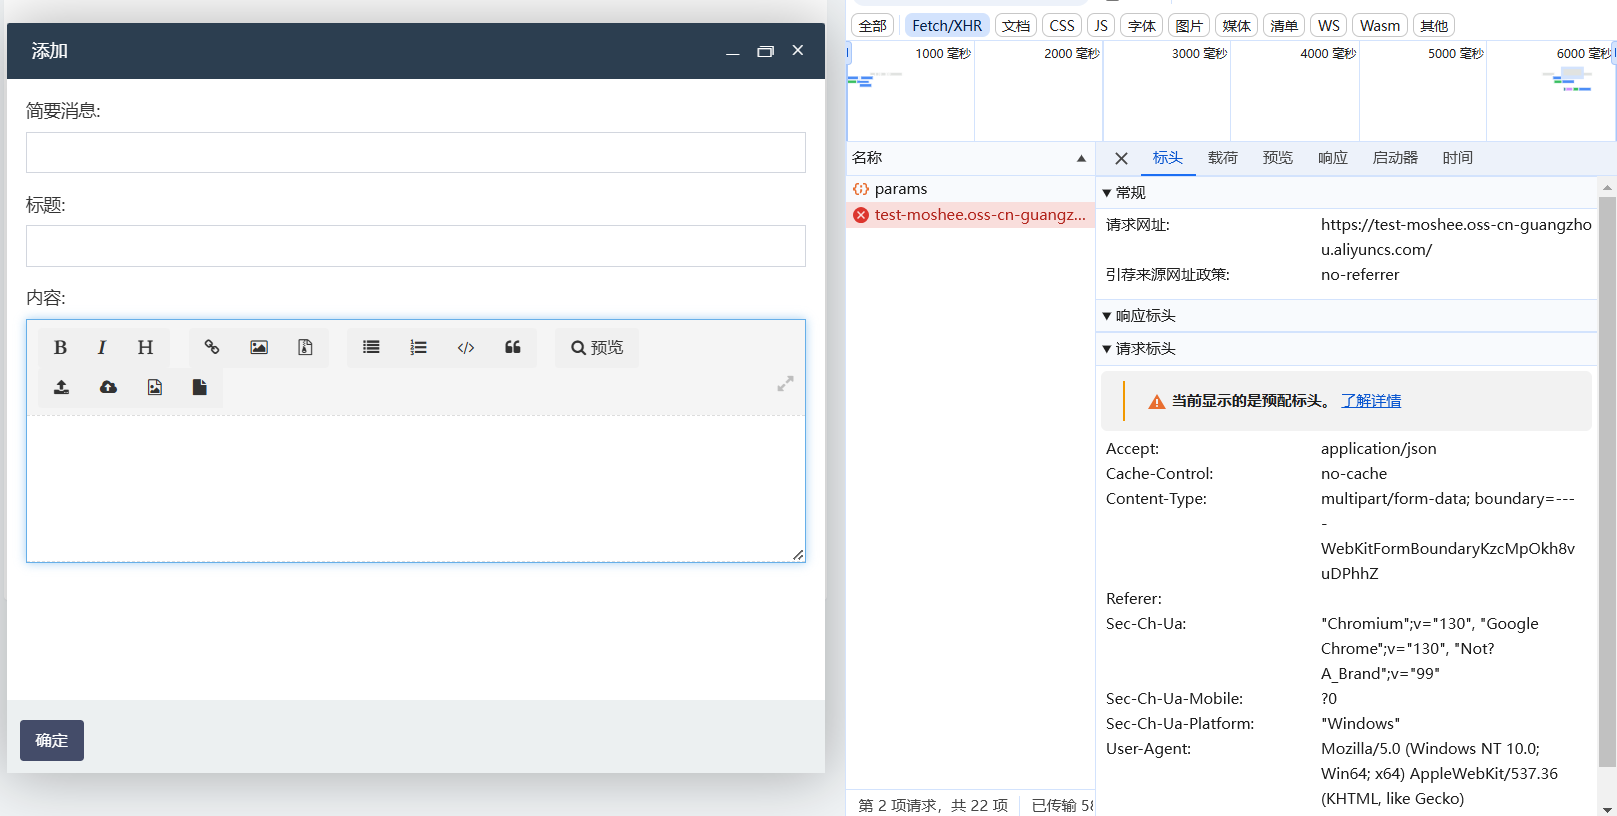 添加
简要消息:
标题:
内容:
B I H
预览
确定
全部 Fetch/XHR 文档 CSS JS 字体 图片 媒体 清单 WS Wasm 其他
1000 毫秒 2000 毫秒 3000 毫秒 4000 毫秒 5000 毫秒 6000 毫秒
名称
params
test-moshee.oss-cn-guangz...
第 2 项请求，共 22 项 已传输 58
标头 载荷 预览 响应 启动器 时间
常规
请求网址: https://test-moshee.oss-cn-guangzho
u.aliyuncs.com/
引荐来源网址政策: no-referrer
响应标头
请求标头
当前显示的是预配标头。 了解详情
Accept: application/json
Cache-Control: no-cache
Content-Type: multipart/form-data; boundary=---
-
WebKitFormBoundaryKzcMpOkh8v
uDPhhZ
Referer:
Sec-Ch-Ua: "Chromium";v="130", "Google
Chrome";v="130", "Not?
A_Brand";v="99"
Sec-Ch-Ua-Mobile: ?0
Sec-Ch-Ua-Platform: "Windows"
User-Agent: Mozilla/5.0 (Windows NT 10.0;
Win64; x64) AppleWebKit/537.36
(KHTML, like Gecko)